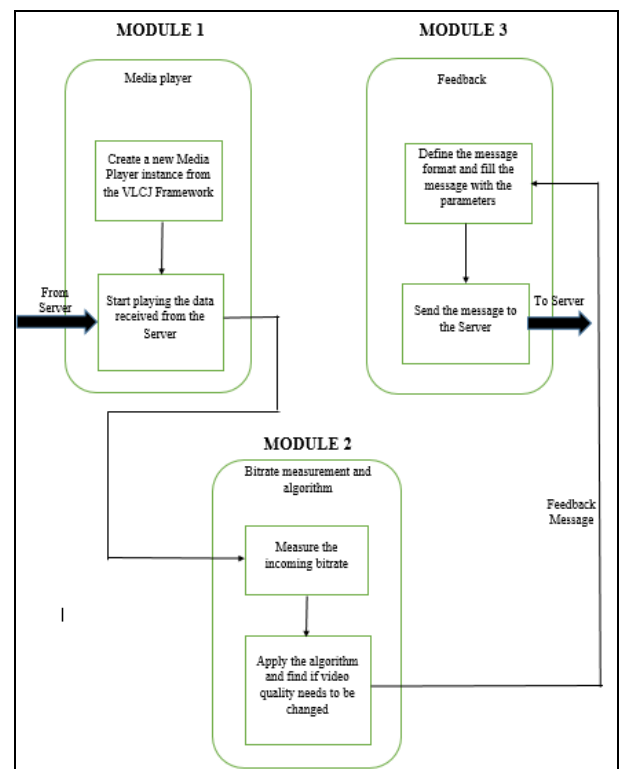 MODULE 1
Media player
Create a new Media
Player instance from
the VLCJ Framework
From
Server
Start playing the data
received from the
Server
MODULE 3
Feedback
Define the message
format and fill the
message with the
parameters
Send the message to
the Server
To Server
MODULE 2
Bitrate measurement and
algorithm
Measure the
incoming bitrate
Apply the algorithm
and find if video
quality needs to be
changed
Feedback
Message